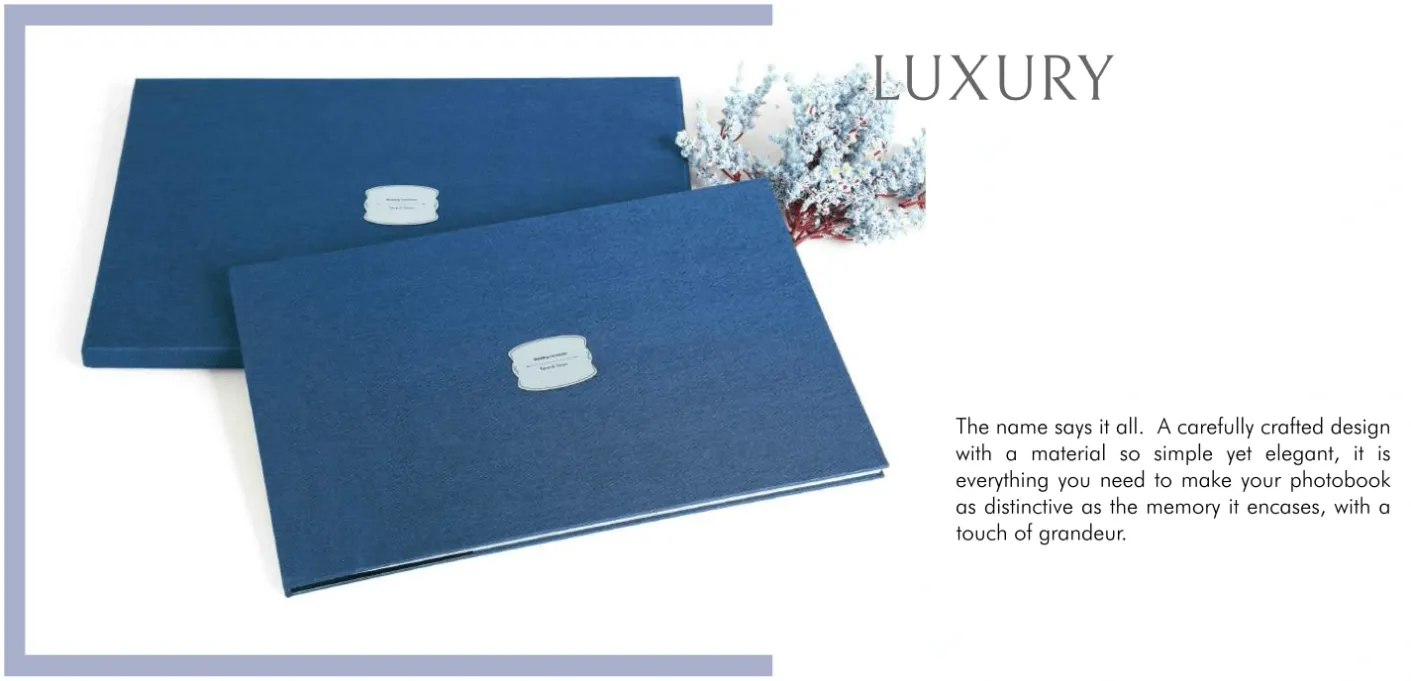 LUXURY
The name says it all. A carefully crafted design
with a material so simple yet elegant, it is
everything you need to make your photobook
as distinctive as the memory it encases, with a
touch of grandeur.